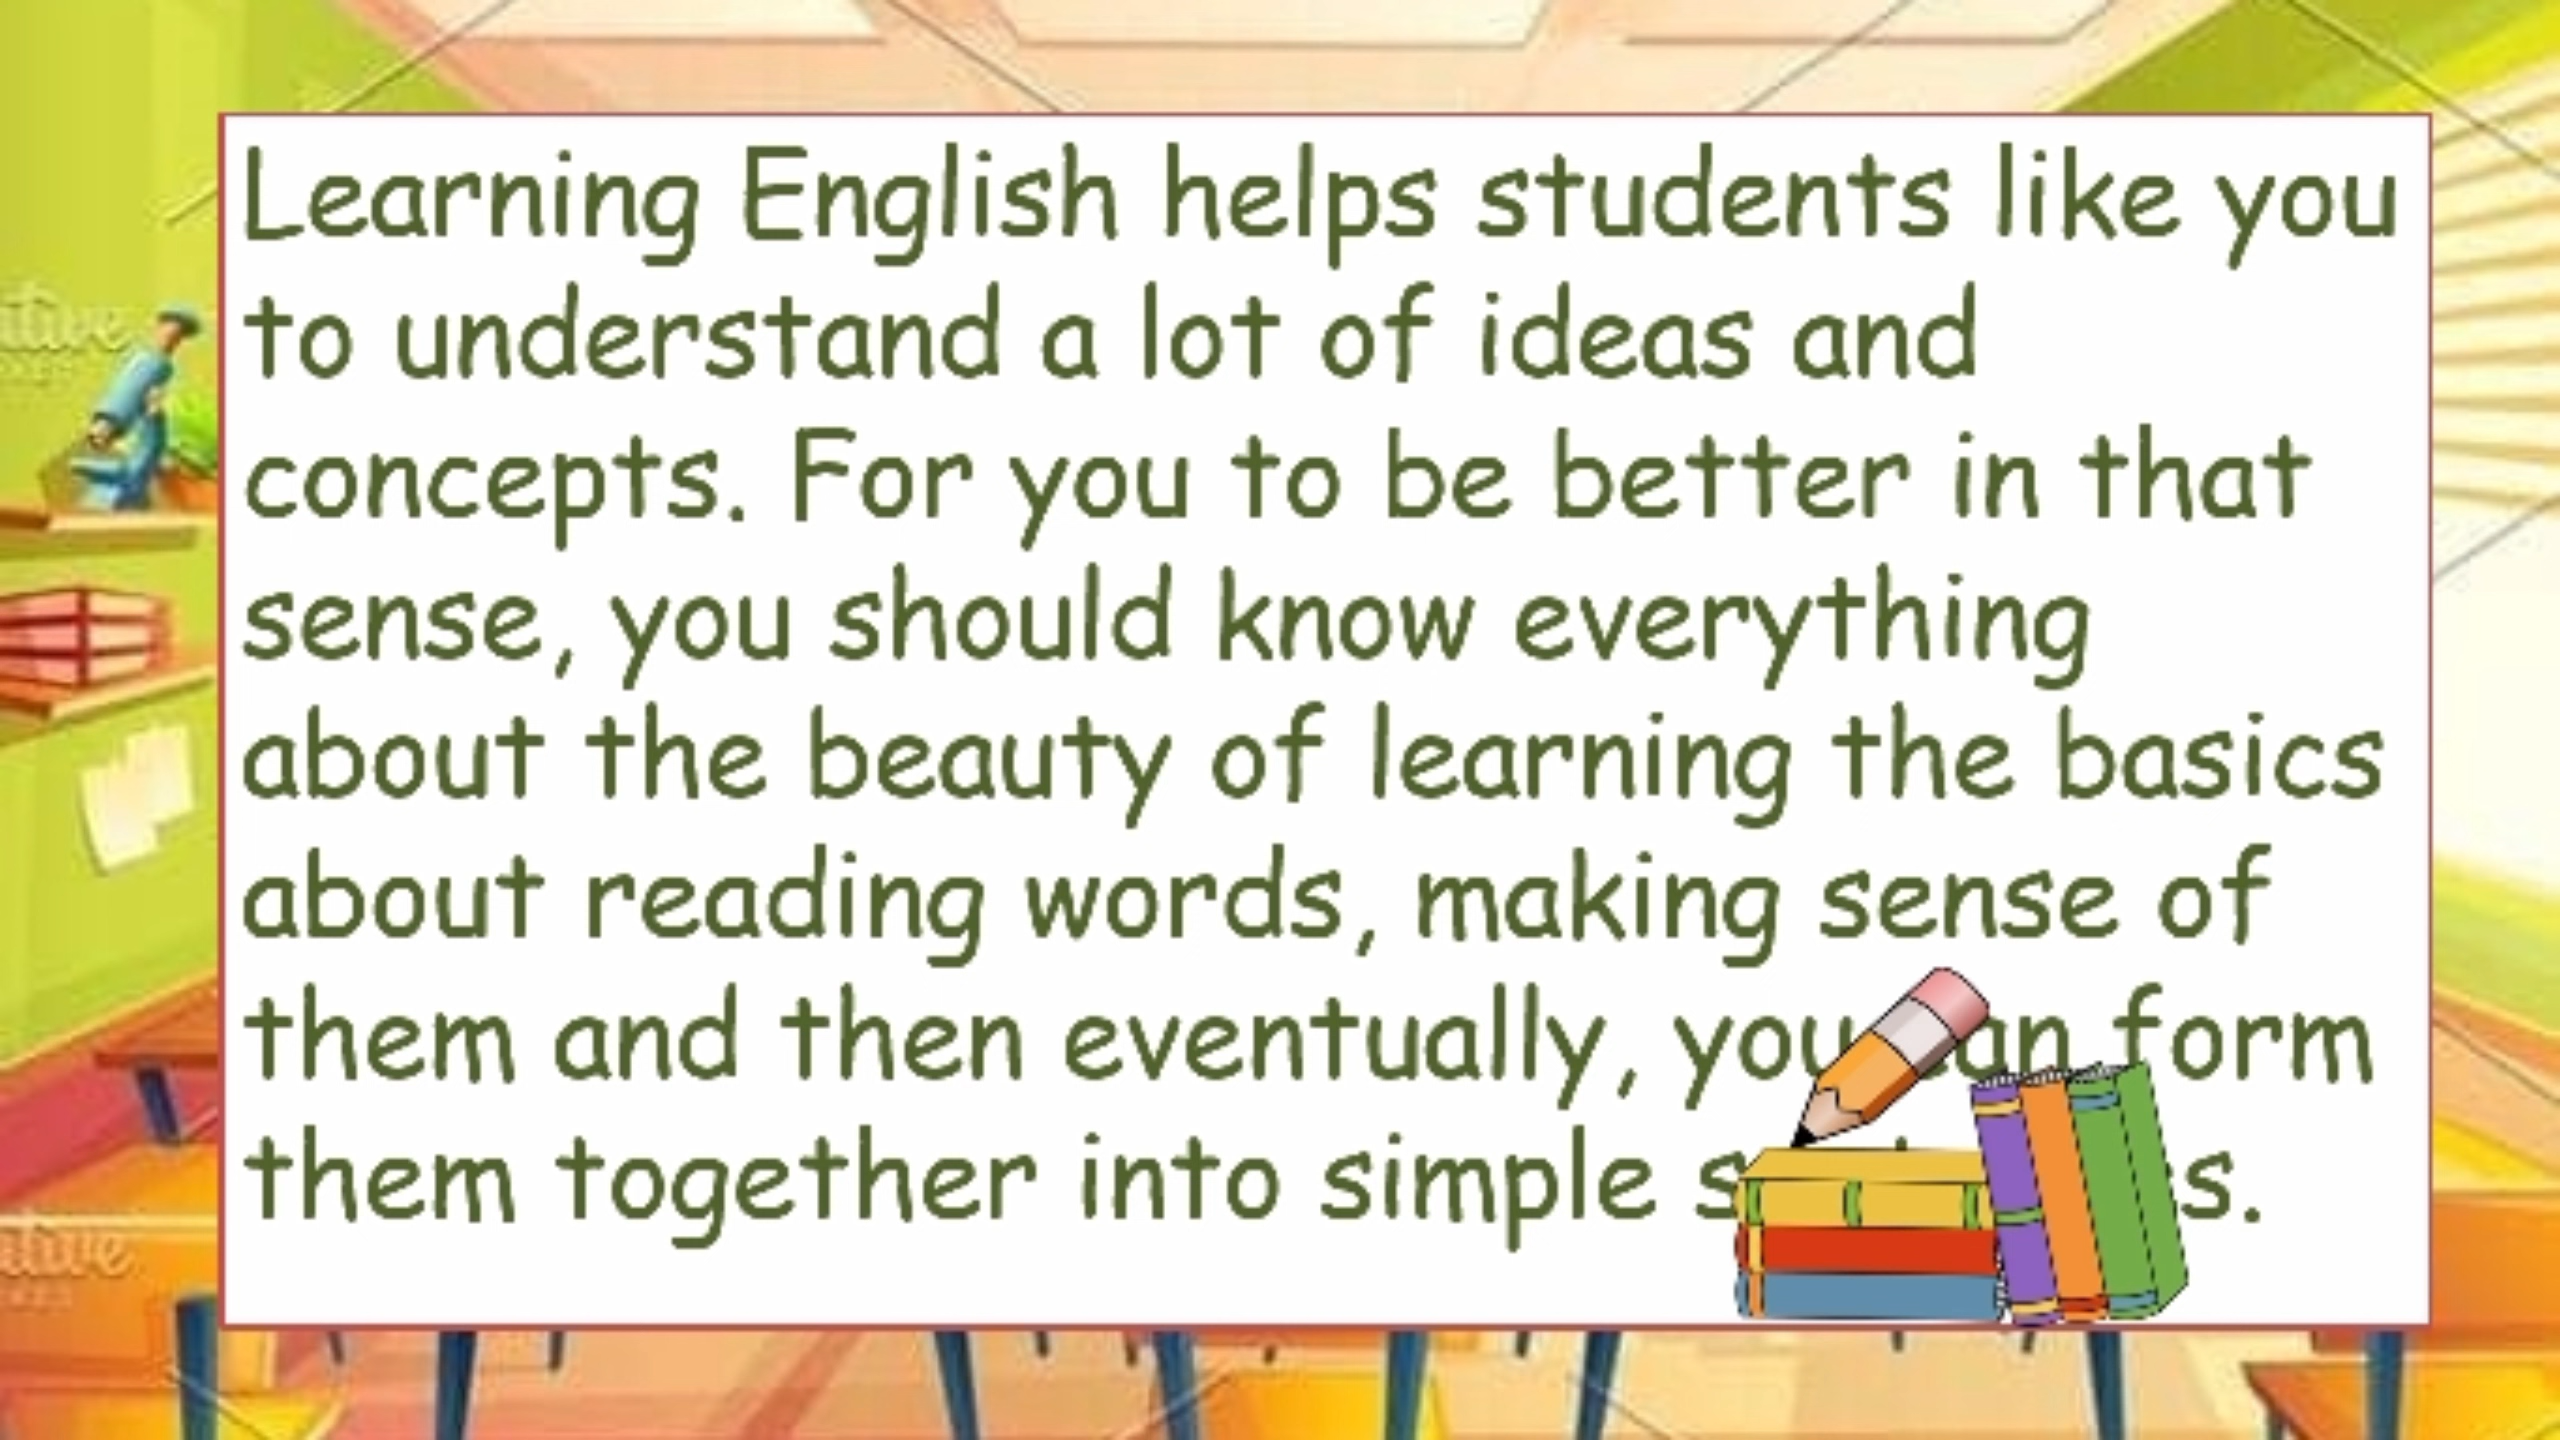 Learning English helps students like you
to understand a lot of ideas and
concepts. For you to be better in that
sense, you should know everything
about the beauty of learning the basics
about reading words, making sense of
them and then eventually, you can form
them together into simple